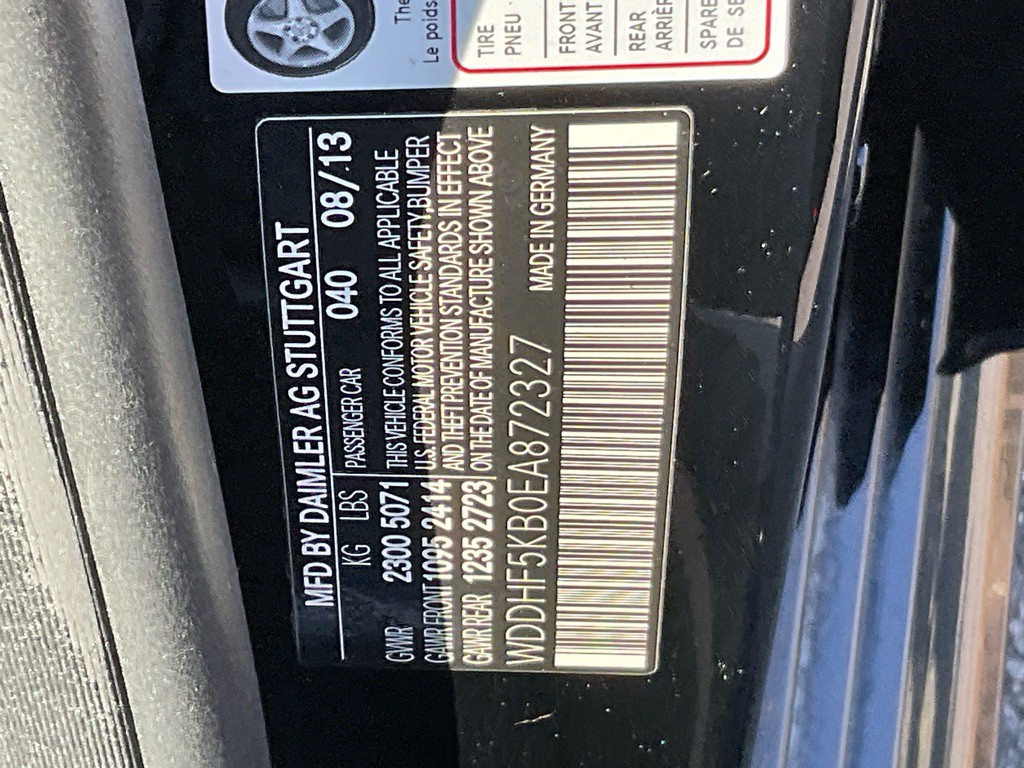 The
Le poids
TIRE
PNEU
FRONT
AVANT
REAR
ARRIÈR
SPARE
DE SE
MFD BY DAIMLER AG STUTTGART
KG LBS PASSENGER CAR 040 08/13
GVWR 2300 5071 THIS VEHICLE CONFORMS TO ALL APPLICABLE
GAWR FRONT 1095 2414 U.S. FEDERAL MOTOR VEHICLE SAFETY, BUMPER
AND THEFT PREVENTION STANDARDS IN EFFECT
GAWR REAR 1235 2723 ON THE DATE OF MANUFACTURE SHOWN ABOVE
WDDHF5KB0EA872327 MADE IN GERMANY